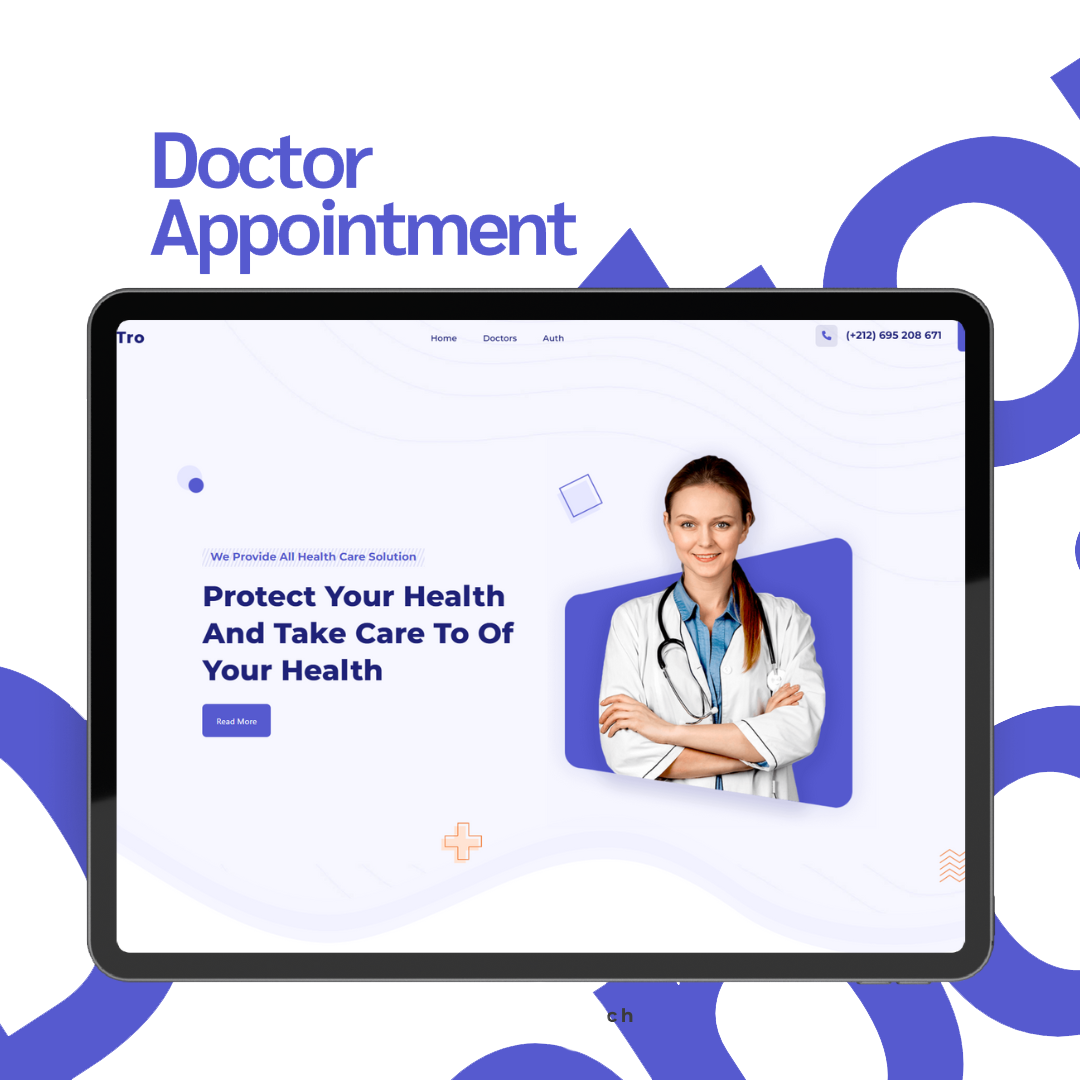 Doctor
Appointment
Tro
Home Doctors Auth
(+212) 695 208 671
We Provide All Health Care Solution
Protect Your Health
And Take Care To Of
Your Health
Read More
ch